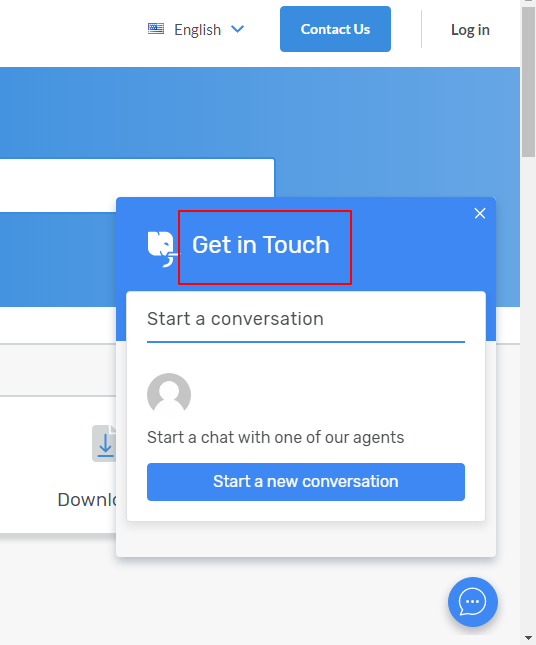 English
Contact Us
Log in
Get in Touch
Start a conversation
Start a chat with one of our agents
Start a new conversation